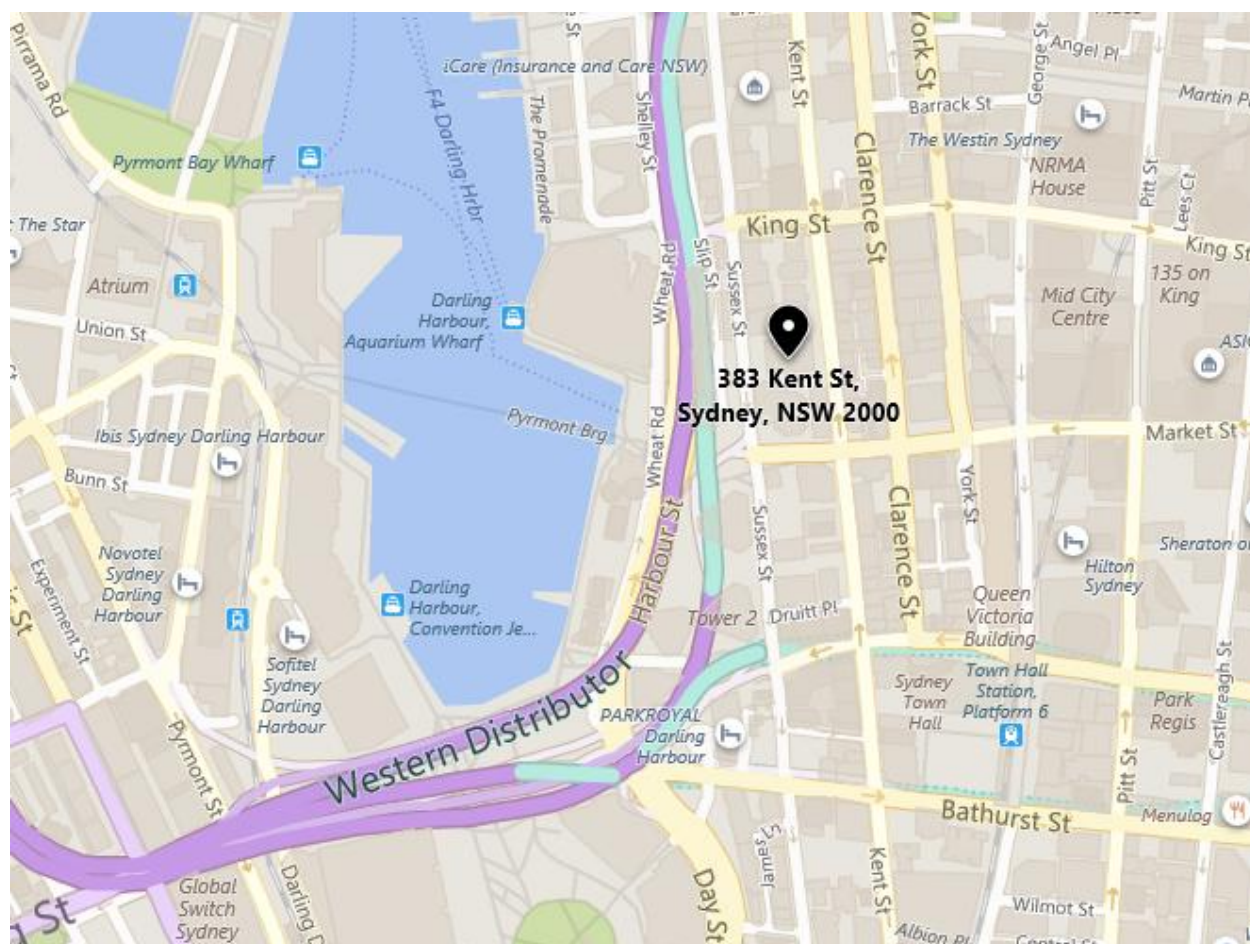 Pirrama Rd
iCare (Insurance and Care NSW)
F4 Darling Hrbr
The Promenade
Shelley St
Kent St
York St
George St
Angel Pl
Barrack St
Martin P
The Westin Sydney
Pyrmont Bay Wharf
NRMA
House
Clarence St
Pitt St
Lees Ct
The Star
King St
King St
Atrium
Slip St
Wheat Rd
Sussex St
135 on
King
Mid City
Centre
Darling
Harbour,
Aquarium Wharf
Union St
ASIC
383 Kent St,
Sydney, NSW 2000
Pyrmont Brg
Wheat Rd
Market St
Ibis Sydney Darling Harbour
Bunn St
York St
Clarence St
Sussex St
Harbour St
Sheraton o
Hilton
Sydney
Novotel
Sydney
Darling
Harbour
Experiment St
Darling
Harbour,
Convention Je...
Tower 2
Druitt Pl
Queen
Victoria
Building
Sofitel
Sydney
Darling
Harbour
Sydney
Town
Hall
Town Hall
Station,
Platform 6
Park
Regis
Castlereagh St
PARKROYAL
Darling
Harbour
Western Distributor
Pyrmont St
Pitt St
Bathurst St
Menulog
James Ln
Kent St
Day St
Global
Switch
Sydney
Darling D
Wilmot St
Albion Pl
Central St